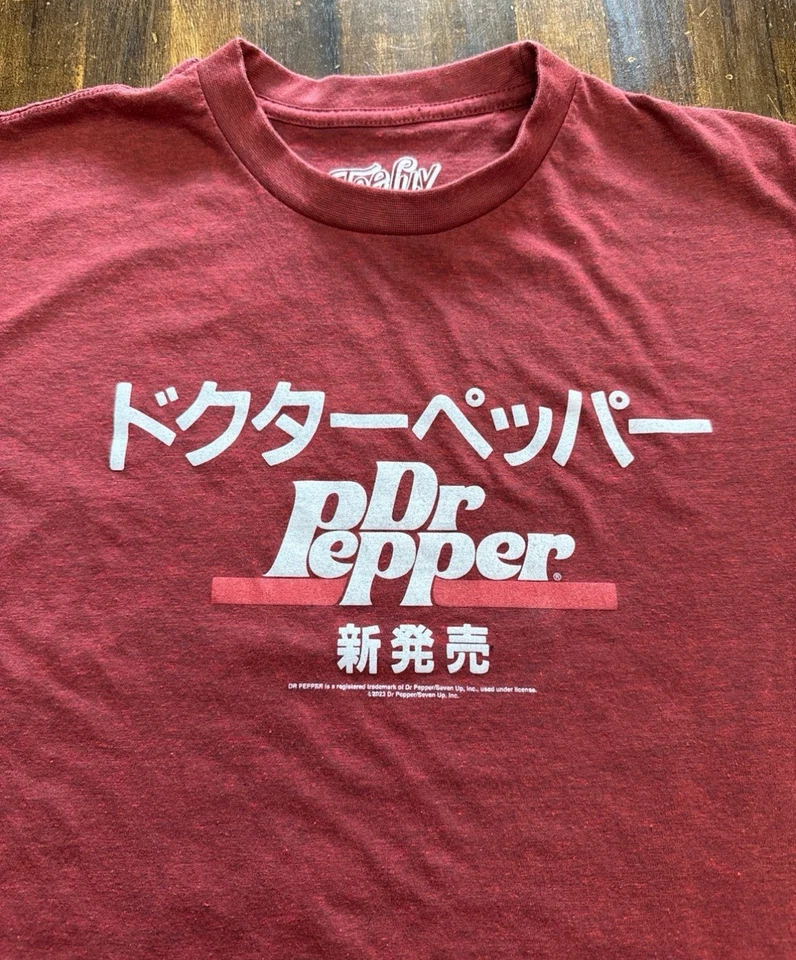 ドクターペッパー
Dr
Pepper®
新発売
DR PEPPER is a registered trademark of Dr Pepper/Seven Up, Inc., used under license.
©2023 Dr Pepper/Seven Up, Inc.